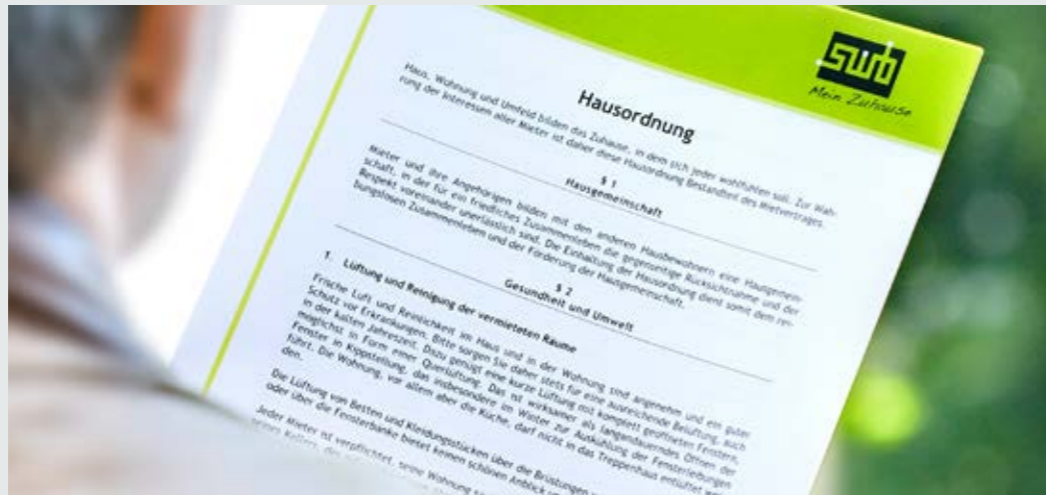 swb
Mein Zuhause
Hausordnung
Haus, Wohnung und Umfeld bilden das Zuhause, in dem sich jeder wohlfühlen soll. Zur Wah-
rung der Interessen aller Mieter ist daher diese Hausordnung Bestandteil des Mietvertrages.
§ 1
Hausgemeinschaft
Mieter und ihre Angehörigen bilden mit den anderen Hausbewohnern eine Hausgemein-
schaft, in der für ein friedliches Zusammenleben die gegenseitige Rücksichtnahme und der
Respekt voreinander unerlässlich sind. Die Einhaltung der Hausordnung dient somit dem rei-
bungslosen Zusammenleben und der Förderung der Hausgemeinschaft.
§ 2
Gesundheit und Umwelt
1. Lüftung und Reinigung der vermieteten Räume
Frische Luft und Reinlichkeit im Haus und in der Wohnung sind angenehm und ein guter
Schutz vor Erkrankungen. Bitte sorgen Sie daher stets für eine ausreichende Belüftung, auch
in der kalten Jahreszeit. Dazu genügt eine kurze Lüftung mit komplett geöffneten Fenstern,
möglichst in Form einer Querlüftung. Das ist wirksamer als langandauerndes Öffnen der
Fenster in Kippstellung, das insbesondere im Winter zur Auskühlung der Fensterleibungen
führt. Die Wohnung, vor allem aber die Küche, darf nicht in das Treppenhaus entlüftet wer-
den.
Die Lüftung von Betten und Kleidungsstücken über die Brüstungen
oder über die Fensterbänke bietet keinen schönen Anblick
Jeder Mieter ist verpflichtet, seine Wohnung
seinen Keller